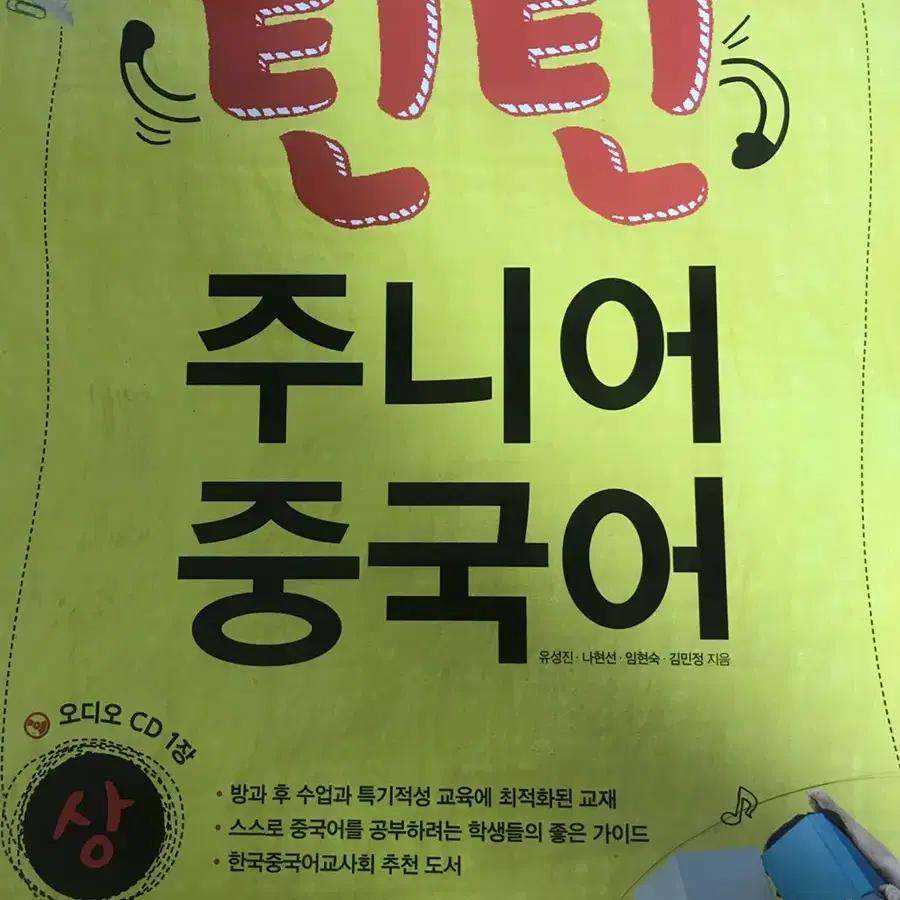 틴틴
주니어
중국어
유성진 · 나현선 · 임현숙 · 김민정 지음
오디오 CD 1장
상
• 방과 후 수업과 특기적성 교육에 최적화된 교재
• 스스로 중국어를 공부하려는 학생들의 좋은 가이드
• 한국중국어교사회 추천 도서